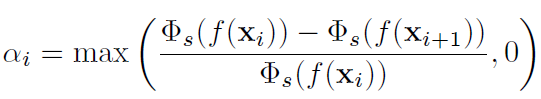 α_i = max ( (Φ_s(f(x_i)) − Φ_s(f(x_{i+1}))) / Φ_s(f(x_i)) , 0 )